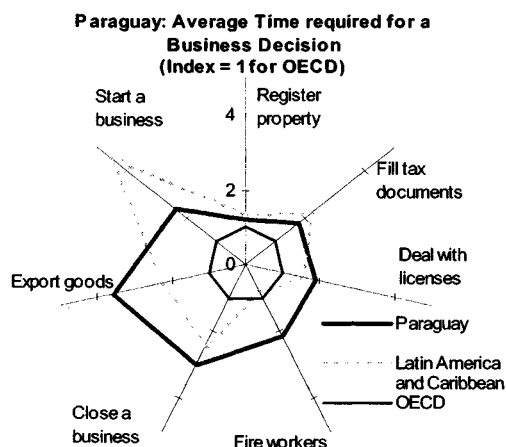 Paraguay: Average Time required for a
Business Decision
(Index = 1 for OECD)
Start a
business
4
Register
property
Fill tax
documents
2
Deal with
licenses
0
Export goods
Paraguay
Latin America
and Caribbean
OECD
Close a
business
Fire workers